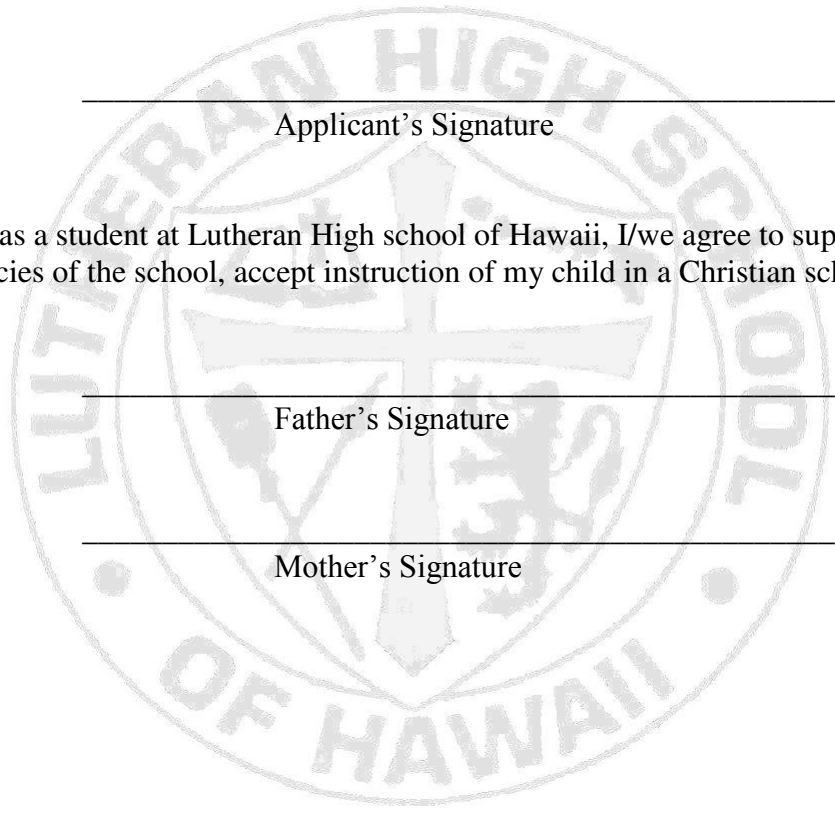 LUTHERAN HIGH SCHOOL
Applicant’s Signature
as a student at Lutheran High school of Hawaii, I/we agree to sup
cies of the school, accept instruction of my child in a Christian sch
Father’s Signature
Mother’s Signature
OF HAWAII